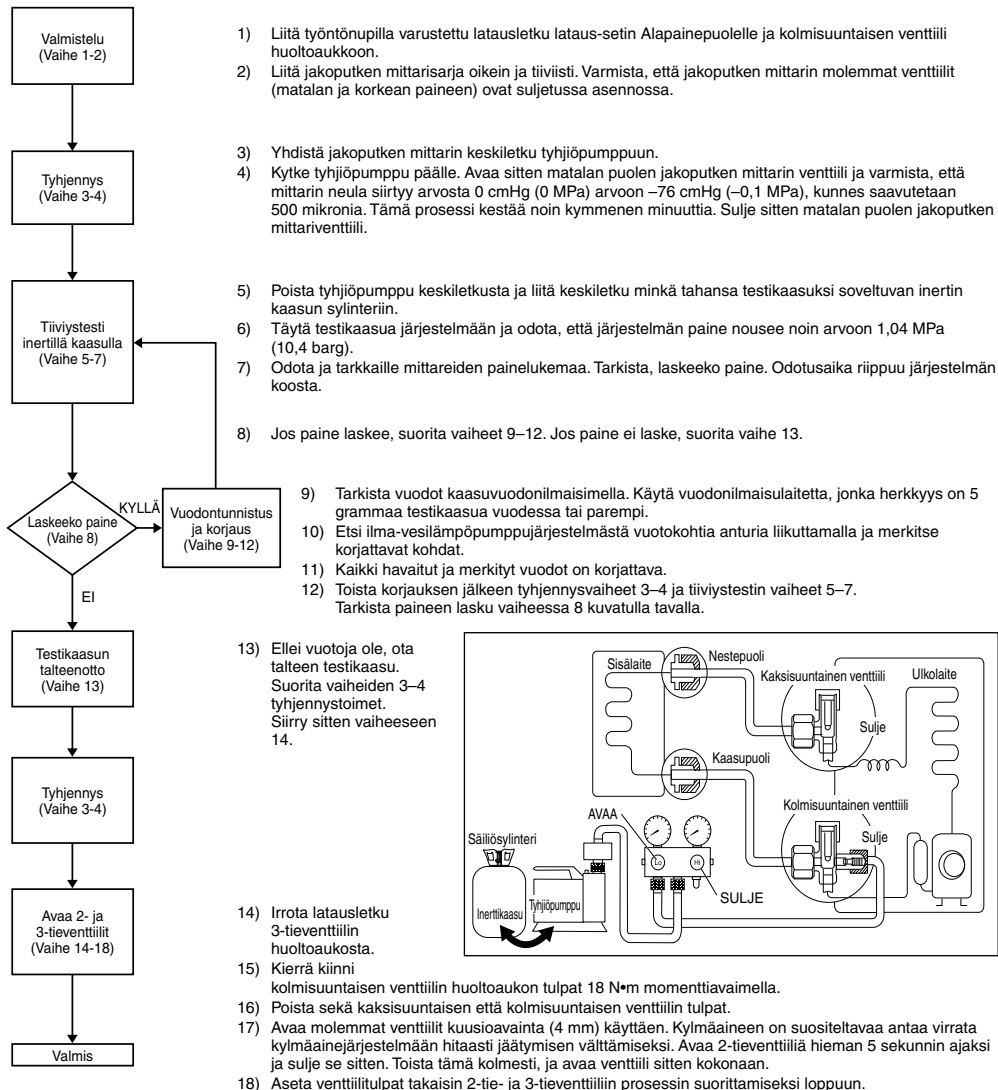 Valmistelu
(Vaihe 1-2)
1) Liitä työntönupilla varustettu latausletku lataus-setin Alapainepuolelle ja kolmisuuntaisen venttiili
huoltoaukkoon.
2) Liitä jakoputken mittarisarja oikein ja tiiviisti. Varmista, että jakoputken mittarin molemmat venttiilit
(matalan ja korkean paineen) ovat suljetussa asennossa.
Tyhjennys
(Vaihe 3-4)
3) Yhdistä jakoputken mittarin keskiletku tyhjiöpumppuun.
4) Kytke tyhjiöpumppu päälle. Avaa sitten matalan puolen jakoputken mittarin venttiili ja varmista, että
mittarin neula siirtyy arvosta 0 cmHg (0 MPa) arvoon –76 cmHg (–0,1 MPa), kunnes saavutetaan
500 mikronia. Tämä prosessi kestää noin kymmenen minuuttia. Sulje sitten matalan puolen jakoputken
mittariventtiili.
Tiiviystesti
inertillä kaasulla
(Vaihe 5-7)
5) Poista tyhjiöpumppu keskiletkusta ja liitä keskiletku minkä tahansa testikaasuksi soveltuvan inertin
kaasun sylinteriin.
6) Täytä testikaasua järjestelmään ja odota, että järjestelmän paine nousee noin arvoon 1,04 MPa
(10,4 barg).
7) Odota ja tarkkaille mittareiden painelukemaa. Tarkista, laskeeko paine. Odotusaika riippuu järjestelmän
koosta.
8) Jos paine laskee, suorita vaiheet 9–12. Jos paine ei laske, suorita vaihe 13.
Laskeeko paine
(Vaihe 8)
KYLLÄ
EI
Vuodontunnistus
ja korjaus
(Vaihe 9-12)
9) Tarkista vuodot kaasuvuodonilmaisimella. Käytä vuodonilmaisulaitetta, jonka herkkyys on 5
grammaa testikaasua vuodessa tai parempi.
10) Etsi ilma-vesilämpöpumppujärjestelmästä vuotokohtia anturia liikuttamalla ja merkitse
korjattavat kohdat.
11) Kaikki havaitut ja merkityt vuodot on korjattava.
12) Toista korjauksen jälkeen tyhjennysvaiheet 3–4 ja tiiviystestin vaiheet 5–7.
Tarkista paineen lasku vaiheessa 8 kuvatulla tavalla.
Testikaasun
talteenotto
(Vaihe 13)
13) Ellei vuotoja ole, ota
talteen testikaasu.
Suorita vaiheiden 3–4
tyhjennystoimet.
Siirry sitten vaiheeseen
14.
Sisälaite
Nestepuoli
Kaksisuuntainen venttiili
Ulkolaite
Sulje
Kaasupuoli
Kolmisuuntainen venttiili
AVAA
Sulje
Säiliösylinteri
Lo
Hi
SULJE
Inerttikaasu
Tyhjiöpumppu
Tyhjennys
(Vaihe 3-4)
Avaa 2- ja
3-tieventtiilit
(Vaihe 14-18)
14) Irrota latausletku
3-tieventtiilin
huoltoaukosta.
15) Kierrä kiinni
kolmisuuntaisen venttiilin huoltoaukon tulpat 18 N•m momenttiavaimella.
16) Poista sekä kaksisuuntaisen että kolmisuuntaisen venttiilin tulpat.
17) Avaa molemmat venttiilit kuusioavainta (4 mm) käyttäen. Kylmäaineen on suositeltavaa antaa virrata
kylmäainejärjestelmään hitaasti jäätymisen välttämiseksi. Avaa 2-tieventtiiliä hieman 5 sekunnin ajaksi
ja sulje se sitten. Toista tämä kolmesti, ja avaa venttiili sitten kokonaan.
18) Aseta venttiilitulpat takaisin 2-tie- ja 3-tieventtiiliin prosessin suorittamiseksi loppuun.
Valmis